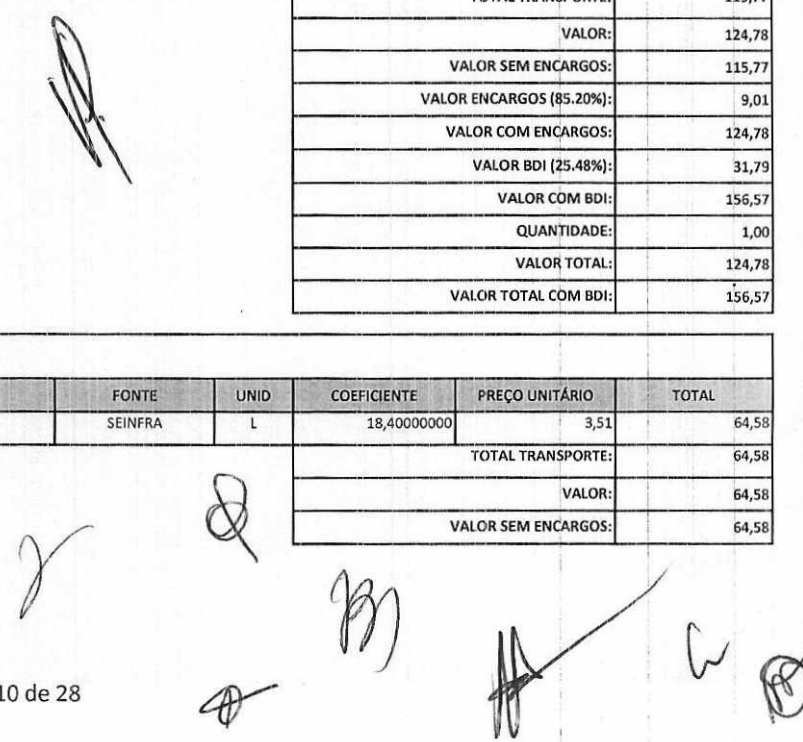 VALOR: 124,78
VALOR SEM ENCARGOS: 115,77
VALOR ENCARGOS (85.20%): 9,01
VALOR COM ENCARGOS: 124,78
VALOR BDI (25.48%): 31,79
VALOR COM BDI: 156,57
QUANTIDADE: 1,00
VALOR TOTAL: 124,78
VALOR TOTAL COM BDI: 156,57
FONTE UNID COEFICIENTE PREÇO UNITÁRIO TOTAL
SEINFRA L 18,40000000 3,51 64,58
TOTAL TRANSPORTE: 64,58
VALOR: 64,58
VALOR SEM ENCARGOS: 64,58
10 de 28